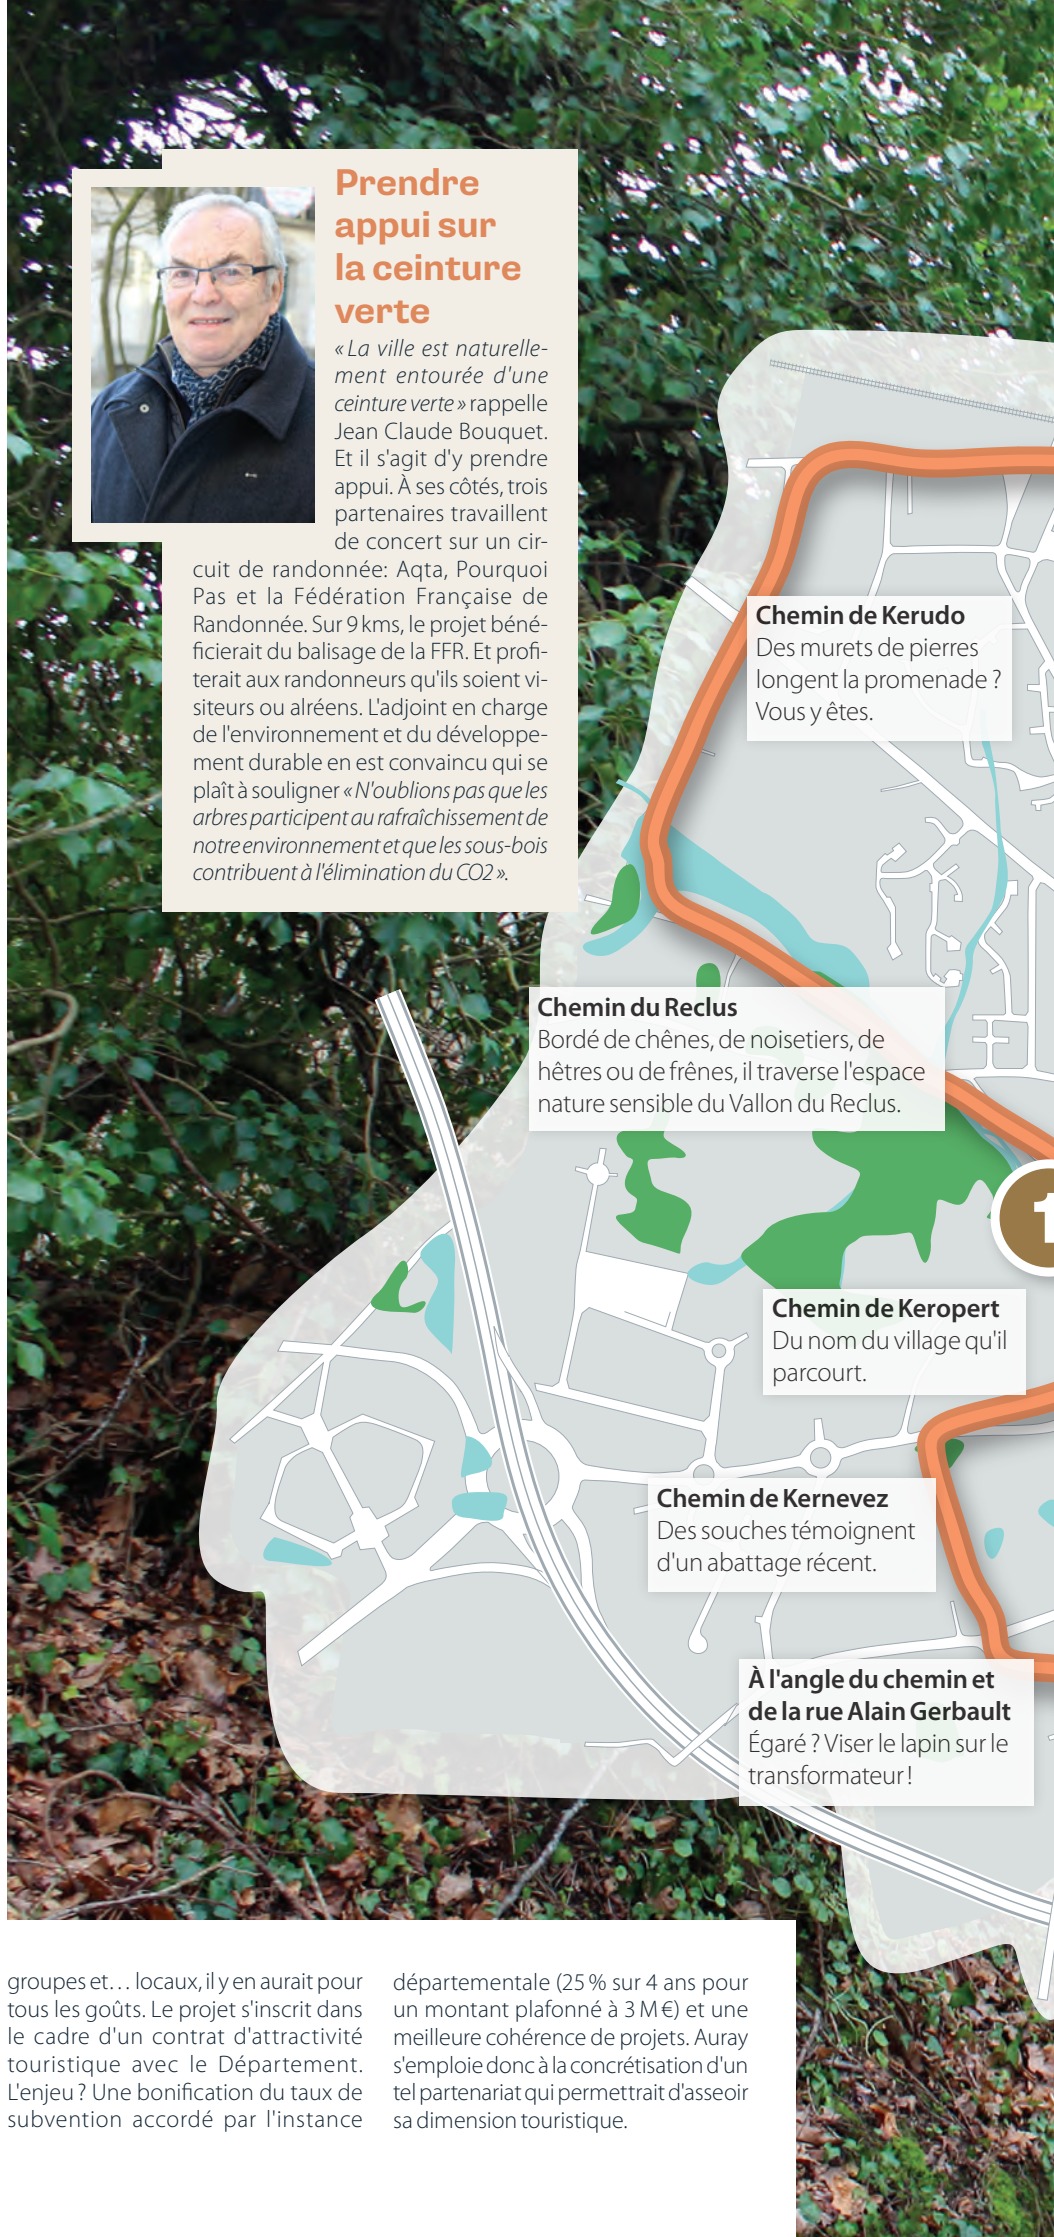 Prendre
appui sur
la ceinture
verte
« La ville est naturelle-
ment entourée d'une
ceinture verte » rappelle
Jean Claude Bouquet.
Et il s'agit d'y prendre
appui. À ses côtés, trois
partenaires travaillent
de concert sur un cir-
cuit de randonnée: Aqta, Pourquoi
Pas et la Fédération Française de
Randonnée. Sur 9 kms, le projet béné-
ficierait du balisage de la FFR. Et profi-
terait aux randonneurs qu'ils soient vi-
siteurs ou alréens. L'adjoint en charge
de l'environnement et du développe-
ment durable en est convaincu qui se
plaît à souligner « N'oublions pas que les
arbres participent au rafraîchissement de
notre environnement et que les sous-bois
contribuent à l'élimination du CO2 ».
Chemin de Kerudo
Des murets de pierres
longent la promenade ?
Vous y êtes.
Chemin du Reclus
Bordé de chênes, de noisetiers, de
hêtres ou de frênes, il traverse l'espace
nature sensible du Vallon du Reclus.
1
Chemin de Keropert
Du nom du village qu'il
parcourt.
Chemin de Kernevez
Des souches témoignent
d'un abattage récent.
À l'angle du chemin et
de la rue Alain Gerbault
Égaré ? Viser le lapin sur le
transformateur !
groupes et… locaux, il y en aurait pour
tous les goûts. Le projet s'inscrit dans
le cadre d'un contrat d'attractivité
touristique avec le Département.
L'enjeu ? Une bonification du taux de
subvention accordé par l'instance
départementale (25 % sur 4 ans pour
un montant plafonné à 3 M €) et une
meilleure cohérence de projets. Auray
s'emploie donc à la concrétisation d'un
tel partenariat qui permettrait d'asseoir
sa dimension touristique.